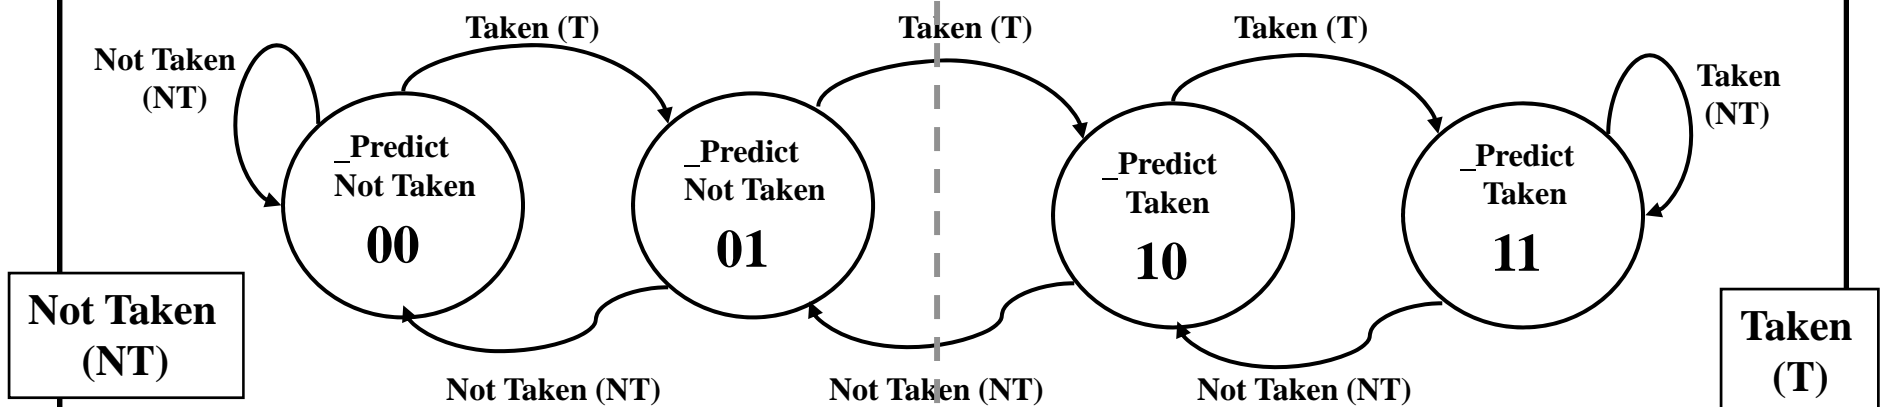 Taken (T)
Taken (T)
Taken (T)
Not Taken
(NT)
Taken
(NT)
_Predict
Not Taken
00
_Predict
Not Taken
01
_Predict
Taken
10
_Predict
Taken
11
Not Taken
(NT)
Taken
(T)
Not Taken (NT)
Not Taken (NT)
Not Taken (NT)